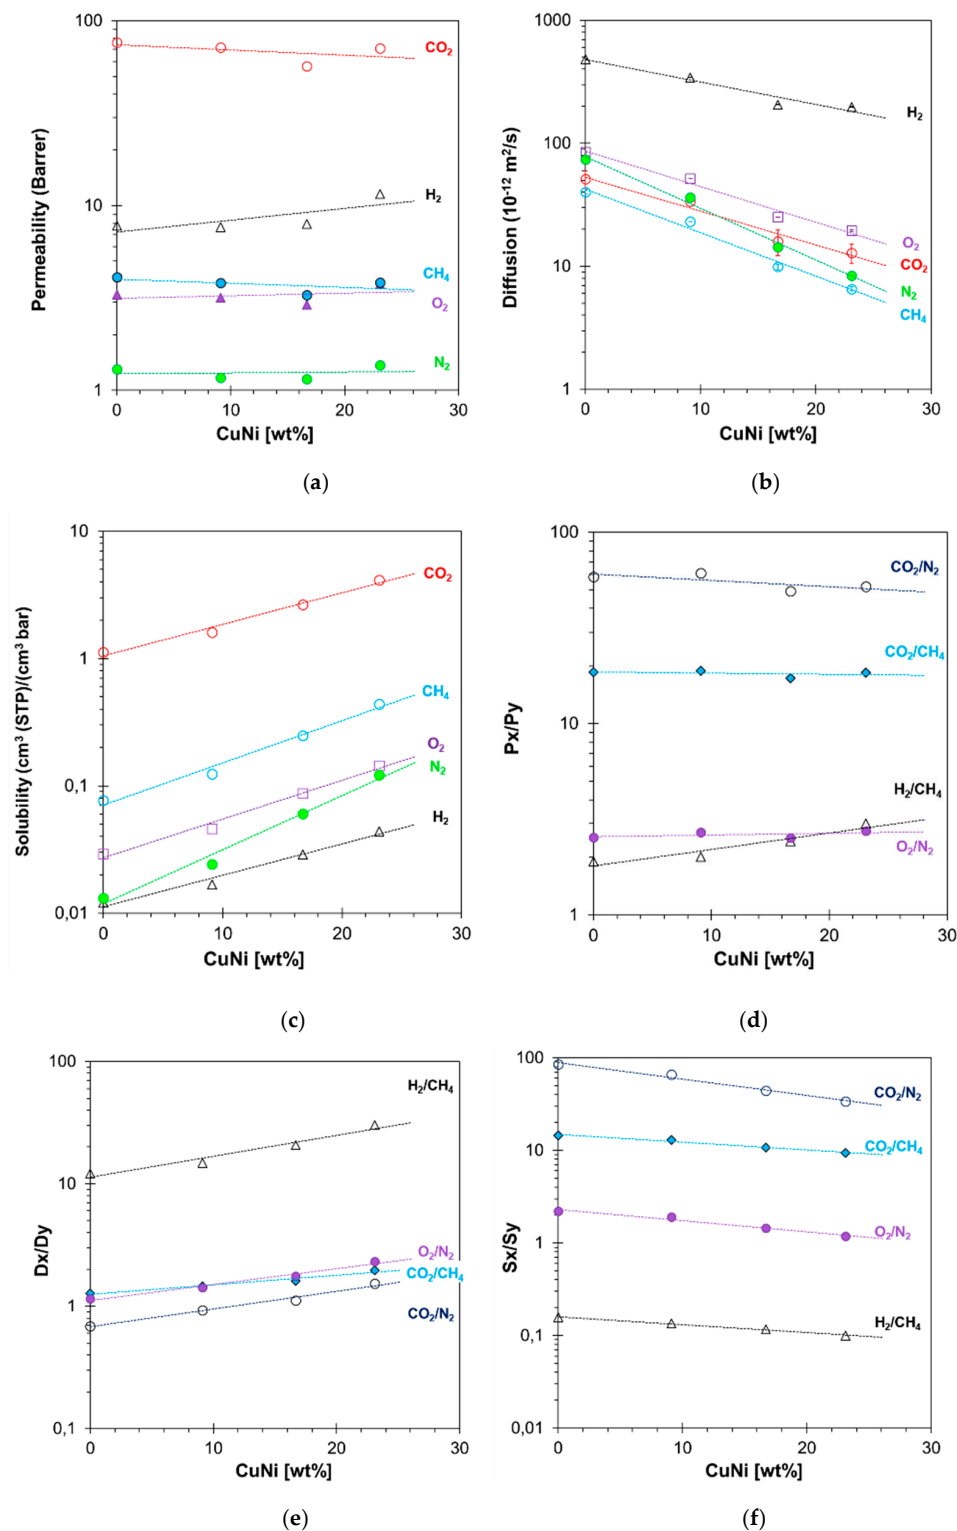 100
10
1
0
10
20
30
Permeability (Barrer)
CuNi [wt%]
CO2
H2
CH4
O2
N2
(a)
1000
100
10
1
0
10
20
30
Diffusion (10-12 m2/s)
CuNi [wt%]
H2
O2
CO2
N2
CH4
(b)
10
1
0,1
0,01
0
10
20
30
Solubility (cm3 (STP)/(cm3 bar)
CuNi [wt%]
CO2
CH4
O2
N2
H2
(c)
100
10
1
0
10
20
30
Px/Py
CuNi [wt%]
CO2/N2
CO2/CH4
H2/CH4
O2/N2
(d)
100
10
1
0,1
0
10
20
30
Dx/Dy
CuNi [wt%]
H2/CH4
O2/N2
CO2/CH4
CO2/N2
(e)
100
10
1
0,1
0,01
0
10
20
30
Sx/Sy
CuNi [wt%]
CO2/N2
CO2/CH4
O2/N2
H2/CH4
(f)